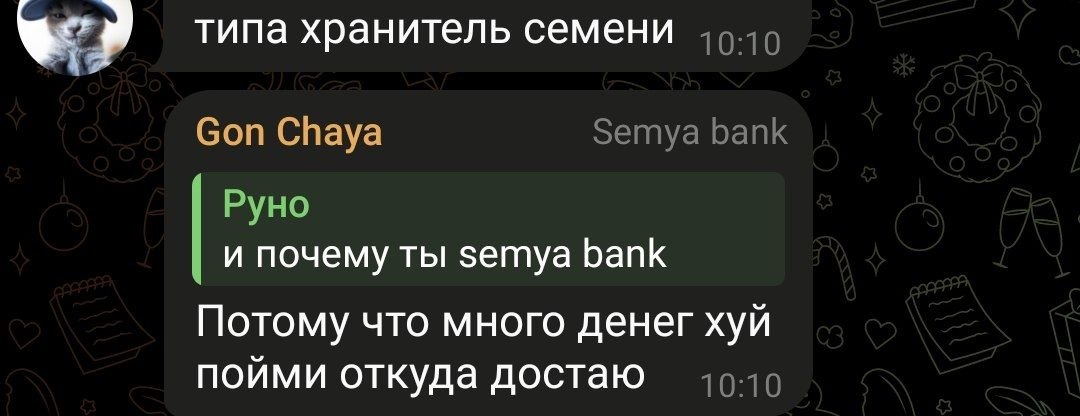 типа хранитель семени 10:10
Gon Chaya Semya bank
Руно
и почему ты semya bank
Потому что много денег хуй
пойми откуда достаю 10:10